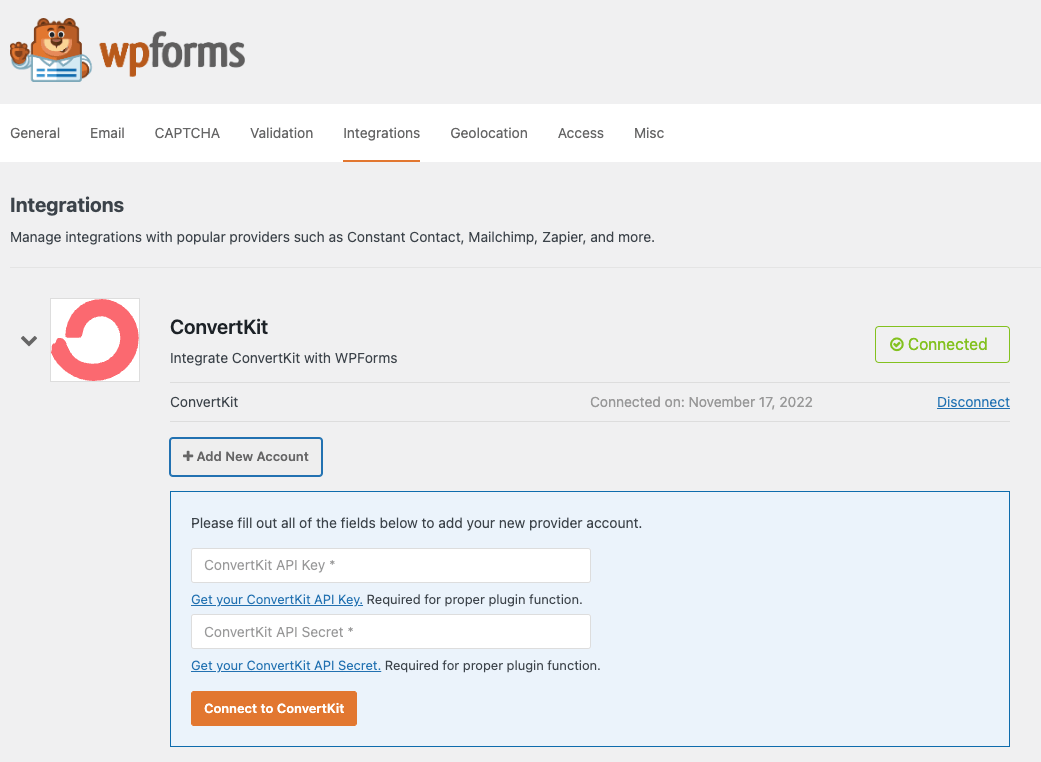 wpforms
General Email CAPTCHA Validation Integrations Geolocation Access Misc
Integrations
Manage integrations with popular providers such as Constant Contact, Mailchimp, Zapier, and more.
ConvertKit
Integrate ConvertKit with WPForms
Connected
ConvertKit Connected on: November 17, 2022 Disconnect
+ Add New Account
Please fill out all of the fields below to add your new provider account.
ConvertKit API Key *
Get your ConvertKit API Key. Required for proper plugin function.
ConvertKit API Secret *
Get your ConvertKit API Secret. Required for proper plugin function.
Connect to ConvertKit